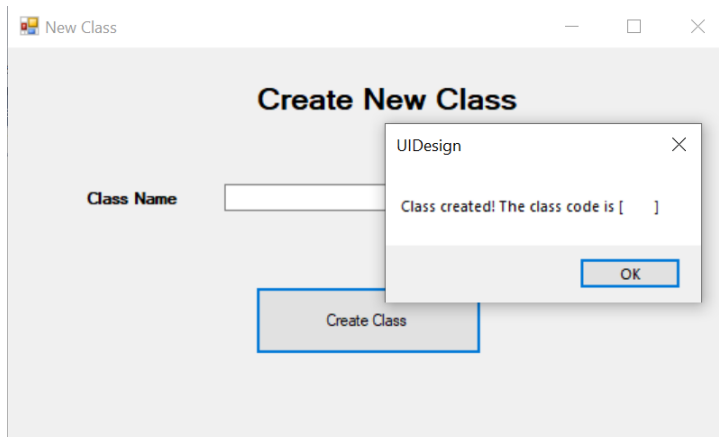 New Class
Create New Class
UIDesign
Class Name
Class created! The class code is [      ]
OK
Create Class